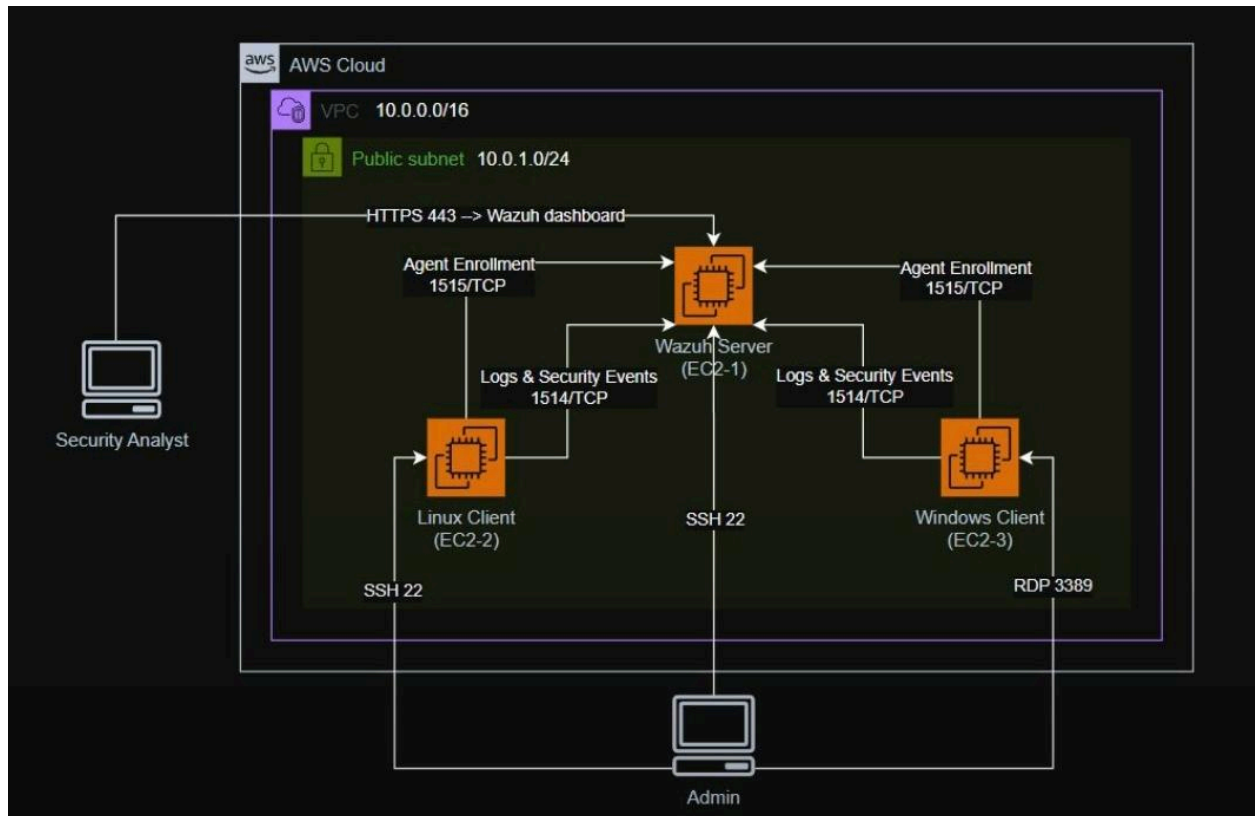 aws
AWS Cloud
VPC 10.0.0.0/16
Public subnet 10.0.1.0/24
HTTPS 443 --> Wazuh dashboard
Agent Enrollment
1515/TCP
Agent Enrollment
1515/TCP
Wazuh Server
(EC2-1)
Logs & Security Events
1514/TCP
Logs & Security Events
1514/TCP
Security Analyst
Linux Client
(EC2-2)
SSH 22
Windows Client
(EC2-3)
SSH 22
RDP 3389
Admin